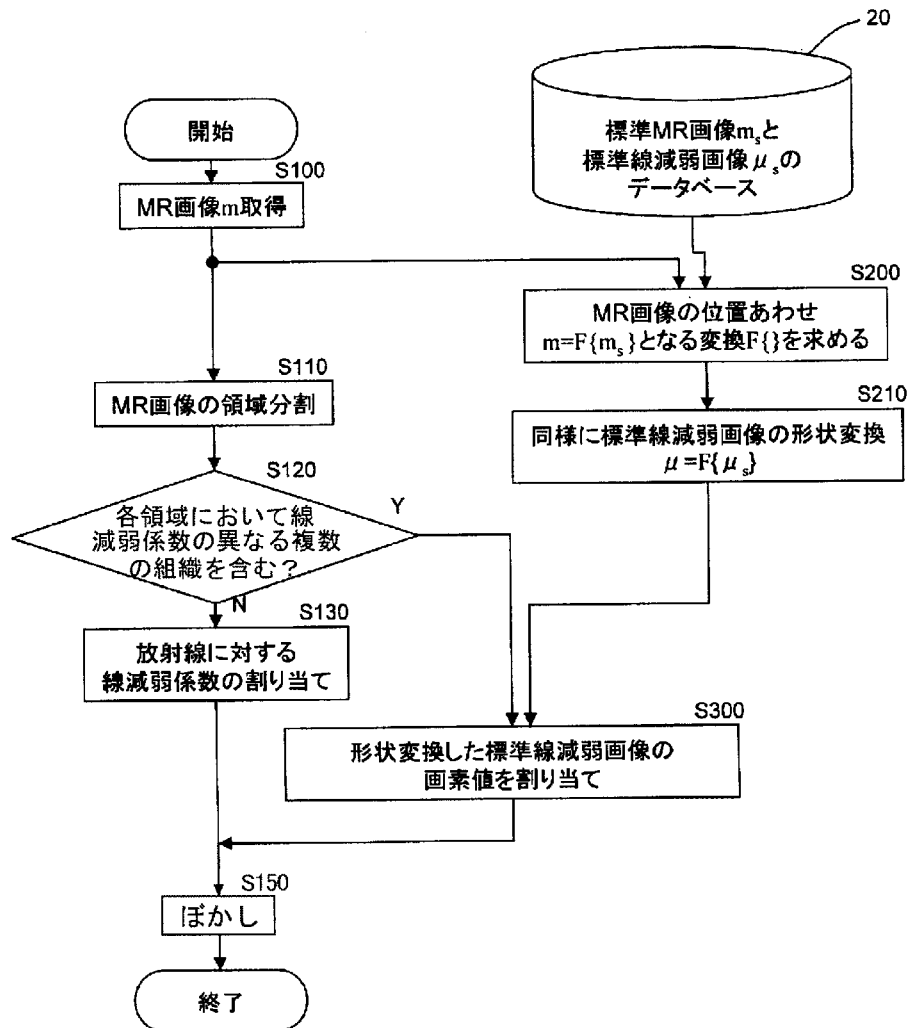 20
開始
標準MR画像msと
標準線減弱画像μsの
データベース
S100
MR画像m取得
S200
MR画像の位置あわせ
m=F{ms}となる変換F{}を求める
S110
MR画像の領域分割
S210
同様に標準線減弱画像の形状変換
μ=F{μs}
S120
各領域において線
減弱係数の異なる複数
の組織を含む？
Y
N
S130
放射線に対する
線減弱係数の割り当て
S300
形状変換した標準線減弱画像の
画素値を割り当て
S150
ぼかし
終了